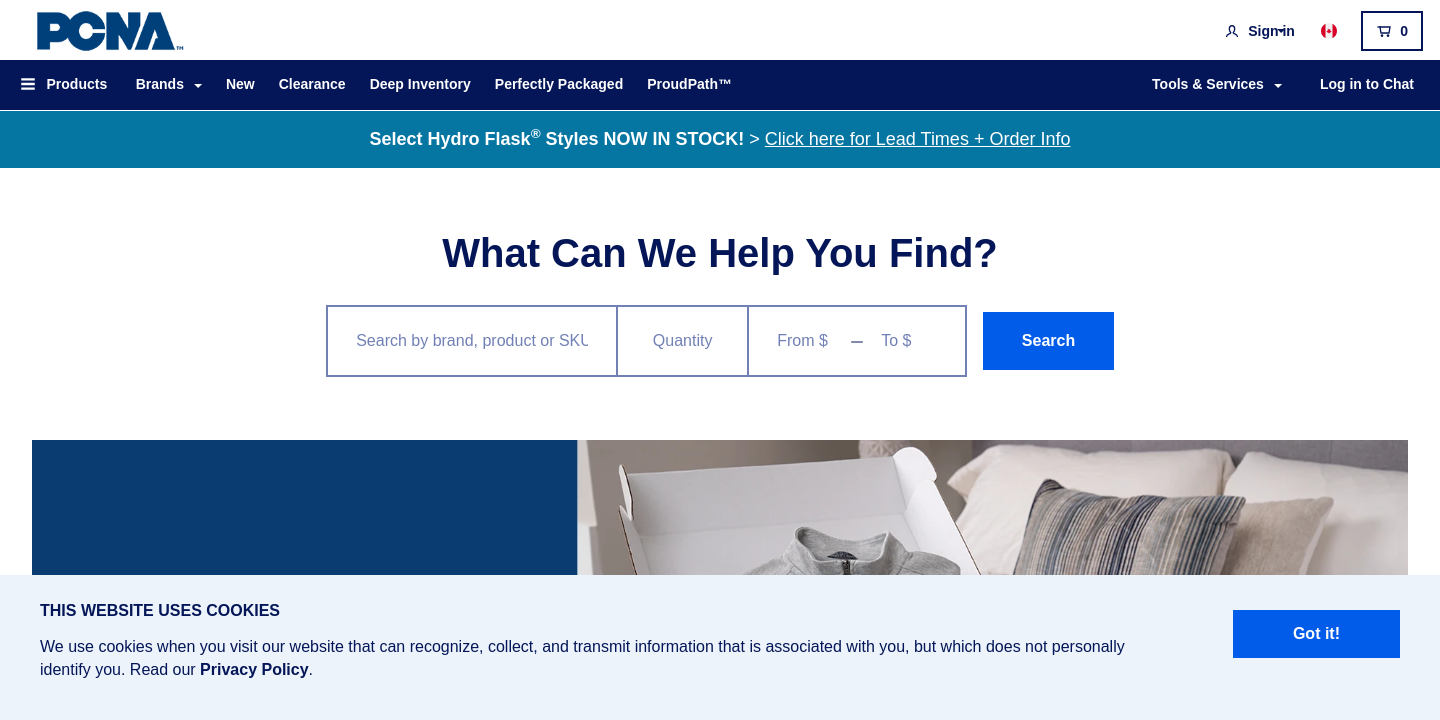 PCNA™
Sign in
0
Products
Brands
New
Clearance
Deep Inventory
Perfectly Packaged
ProudPath™
Tools & Services
Log in to Chat
Select Hydro Flask® Styles NOW IN STOCK! > Click here for Lead Times + Order Info
What Can We Help You Find?
Search by brand, product or SKU
Quantity
From $ — To $
Search
THIS WEBSITE USES COOKIES
We use cookies when you visit our website that can recognize, collect, and transmit information that is associated with you, but which does not personally
identify you. Read our Privacy Policy.
Got it!